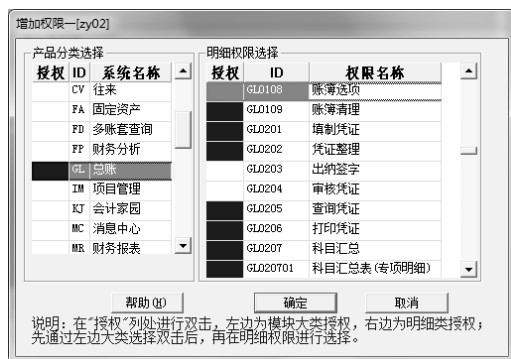 增加权限—[zy02]
产品分类选择
授权 ID 系统名称
CV 往来
FA 固定资产
FD 多账套查询
FP 财务分析
GL 总账
IM 项目管理
KJ 会计家园
MC 消息中心
MR 财务报表
明细权限选择
授权 ID 权限名称
GL0108 账簿选项
GL0109 账簿清理
GL0201 填制凭证
GL0202 凭证整理
GL0203 出纳签字
GL0204 审核凭证
GL0205 查询凭证
GL0206 打印凭证
GL0207 科目汇总
GL020701 科目汇总表(专项明细)
帮助(H) 确定 取消
说明：在"授权"列处进行双击，左边为模块大类授权，右边为明细类授权；
先通过左边大类选择双击后，再在明细权限进行选择。